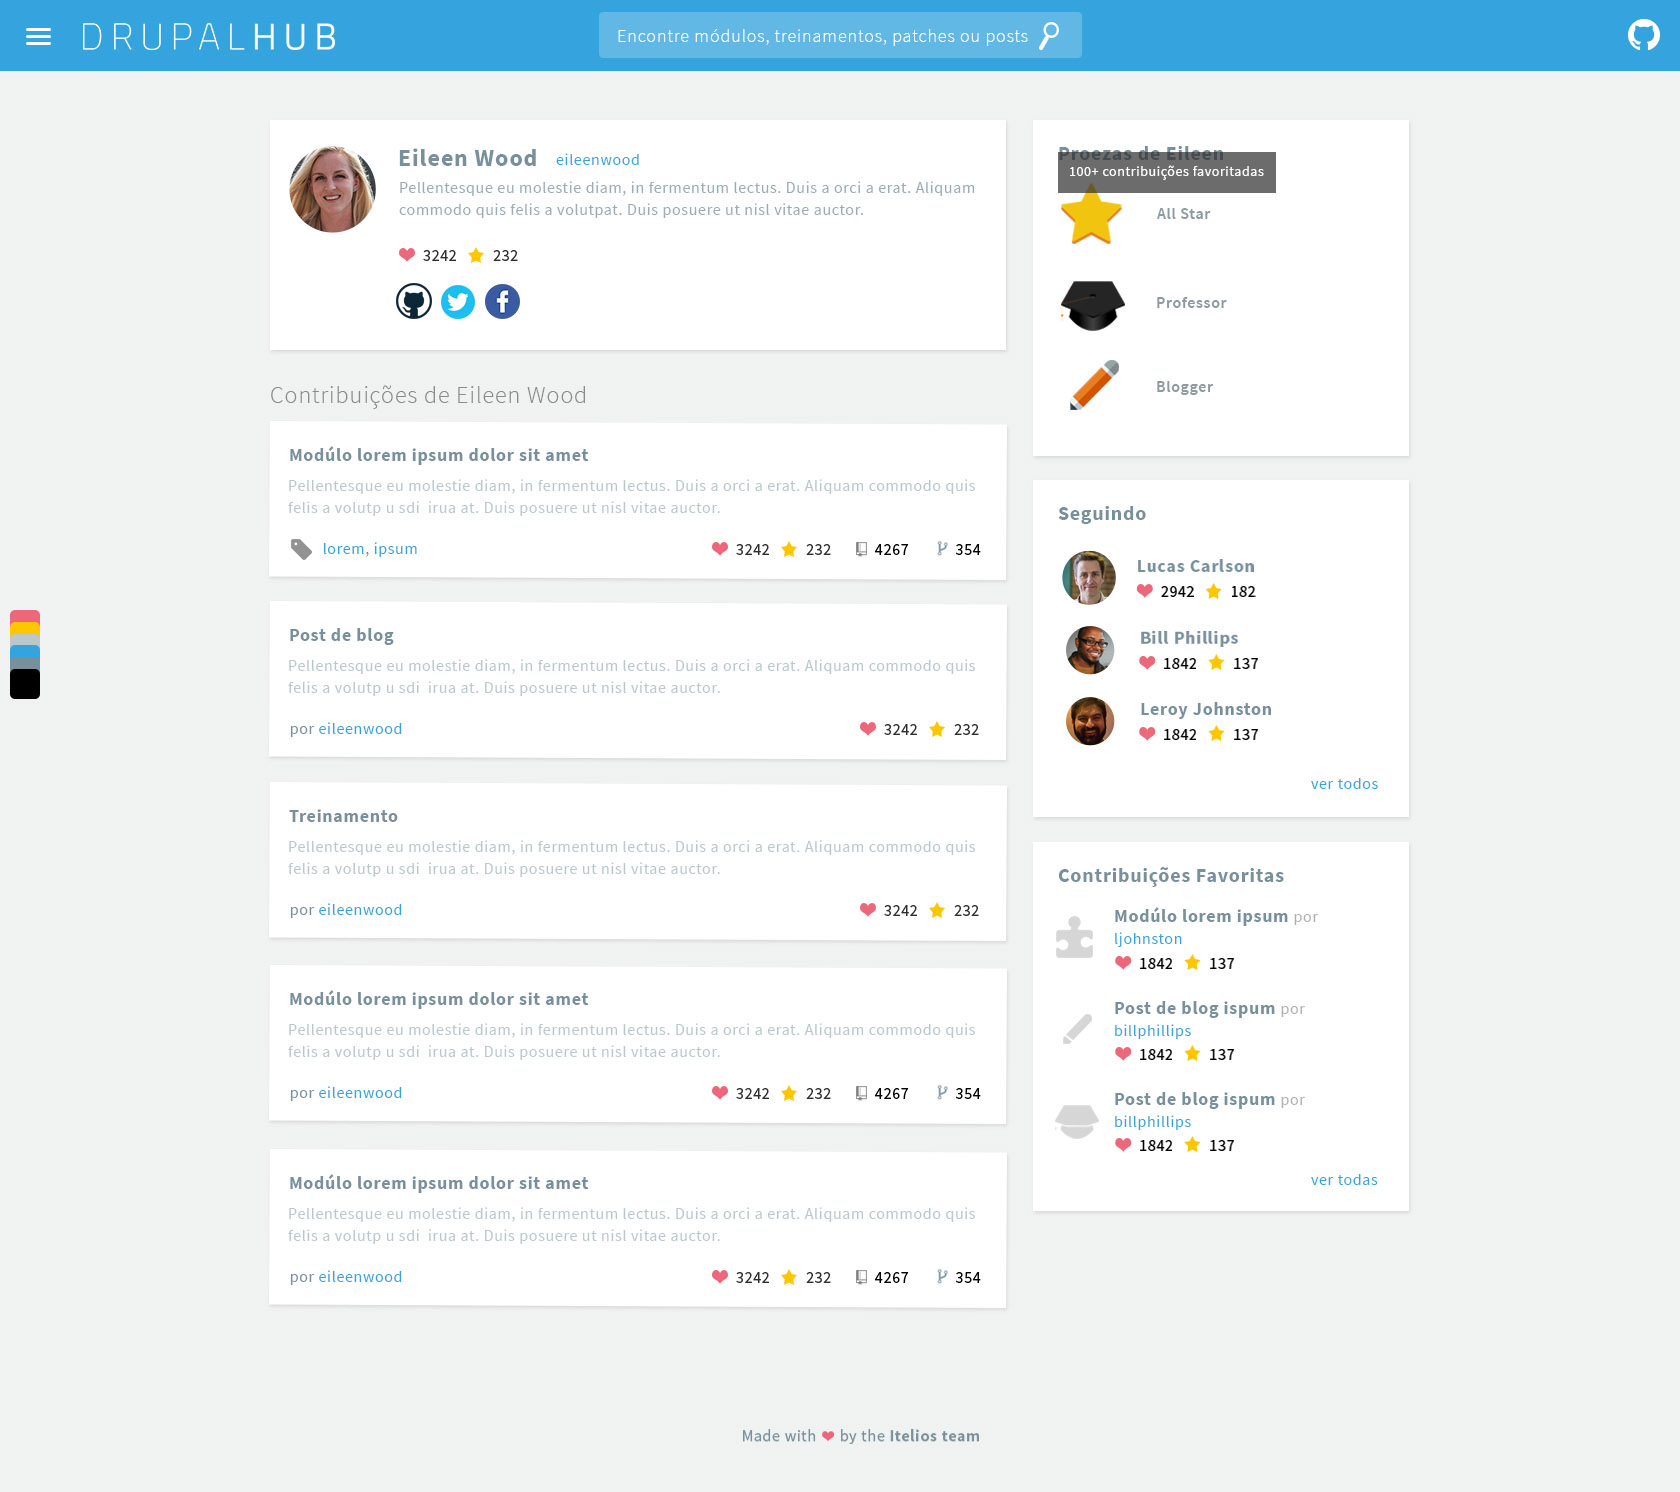 DRUPALHUB
Encontre módulos, treinamentos, patches ou posts
Eileen Wood eileenwood
Pellentesque eu molestie diam, in fermentum lectus. Duis a orci a erat. Aliquam
commodo quis felis a volutpat. Duis posuere ut nisl vitae auctor.
3242 232
Contribuições de Eileen Wood
Modúlo lorem ipsum dolor sit amet
Pellentesque eu molestie diam, in fermentum lectus. Duis a orci a erat. Aliquam commodo quis
felis a volutp u sdi irua at. Duis posuere ut nisl vitae auctor.
lorem, ipsum
3242 232 4267 354
Post de blog
Pellentesque eu molestie diam, in fermentum lectus. Duis a orci a erat. Aliquam commodo quis
felis a volutp u sdi irua at. Duis posuere ut nisl vitae auctor.
por eileenwood
3242 232
Treinamento
Pellentesque eu molestie diam, in fermentum lectus. Duis a orci a erat. Aliquam commodo quis
felis a volutp u sdi irua at. Duis posuere ut nisl vitae auctor.
por eileenwood
3242 232
Modúlo lorem ipsum dolor sit amet
Pellentesque eu molestie diam, in fermentum lectus. Duis a orci a erat. Aliquam commodo quis
felis a volutp u sdi irua at. Duis posuere ut nisl vitae auctor.
por eileenwood
3242 232 4267 354
Modúlo lorem ipsum dolor sit amet
Pellentesque eu molestie diam, in fermentum lectus. Duis a orci a erat. Aliquam commodo quis
felis a volutp u sdi irua at. Duis posuere ut nisl vitae auctor.
por eileenwood
3242 232 4267 354
Proezas de Eileen
100+ contribuições favoritadas
All Star
Professor
Blogger
Seguindo
Lucas Carlson
2942 182
Bill Phillips
1842 137
Leroy Johnston
1842 137
ver todos
Contribuições Favoritas
Modúlo lorem ipsum por
ljohnston
1842 137
Post de blog ispum por
billphillips
1842 137
Post de blog ispum por
billphillips
1842 137
ver todas
Made with ❤ by the Itelios team